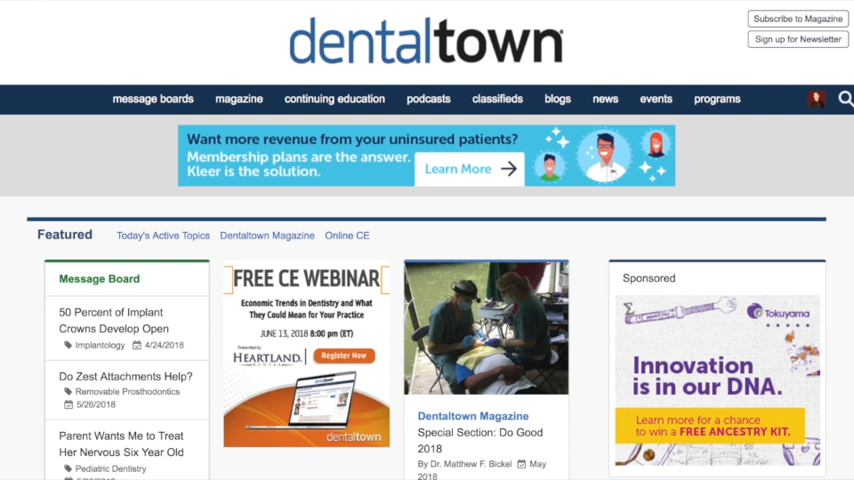 Subscribe to Magazine
Sign up for Newsletter
dentaltown
message boards magazine continuing education podcasts classifieds blogs news events programs
Want more revenue from your uninsured patients?
Membership plans are the answer.
Kleer is the solution.
Learn More
Featured Today's Active Topics Dentaltown Magazine Online CE
Message Board
50 Percent of Implant
Crowns Develop Open
Implantology 4/24/2018
Do Zest Attachments Help?
Removable Prosthodontics
5/26/2018
Parent Wants Me to Treat
Her Nervous Six Year Old
Pediatric Dentistry
FREE CE WEBINAR
Economic Trends in Dentistry and What
They Could Mean for Your Practice
JUNE 13, 2018 8:00 pm (ET)
Presented by
HEARTLAND
DENTAL
Register Now
dentaltown
dentaltown
Dentaltown Magazine
Special Section: Do Good
2018
By Dr. Matthew F. Bickel May
2018
Sponsored
Tokuyama
Innovation
is in our DNA.
Learn more for a chance
to win a FREE ANCESTRY KIT.